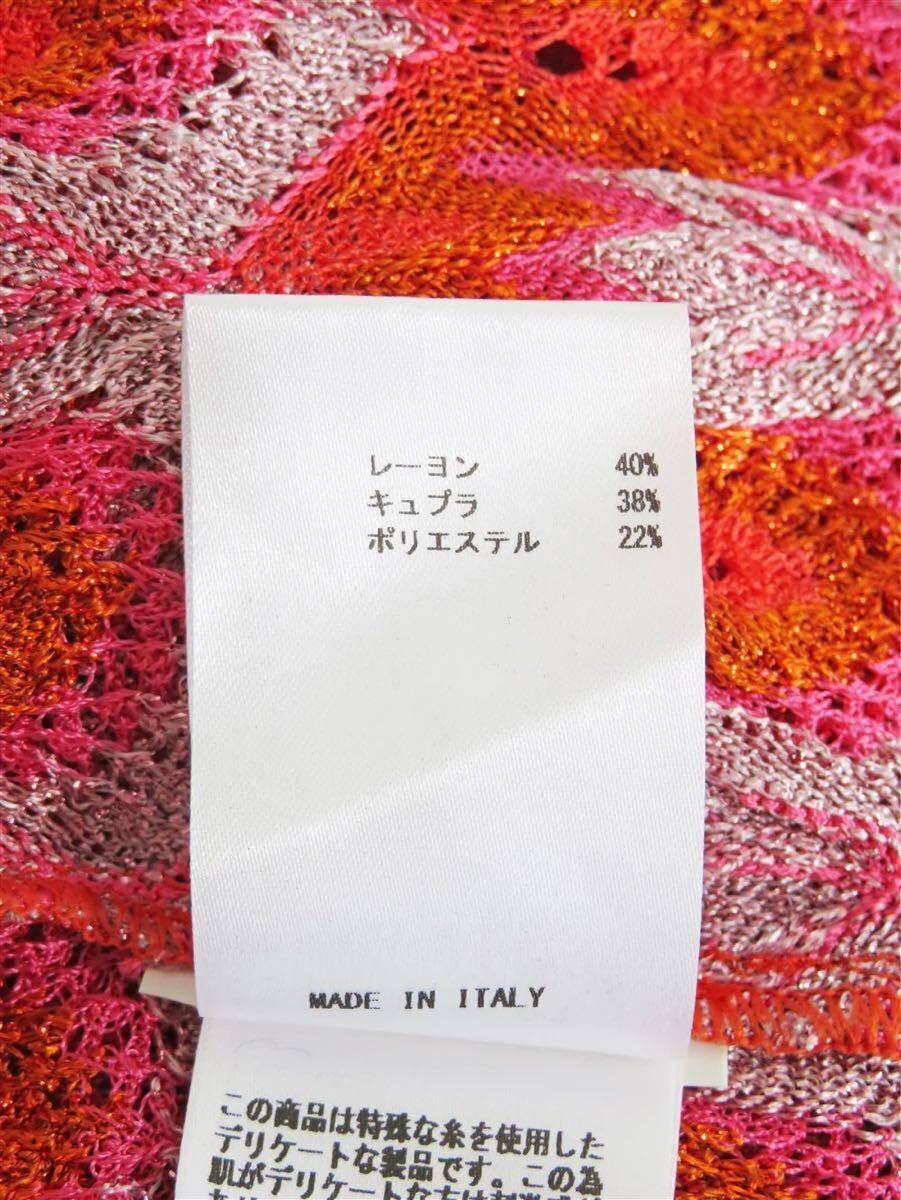 レーヨン 40%
キュプラ 38%
ポリエステル 22%
MADE IN ITALY
この商品は特殊な糸を使用した
デリケートな製品です。この為
肌がデリケートな方は刺激